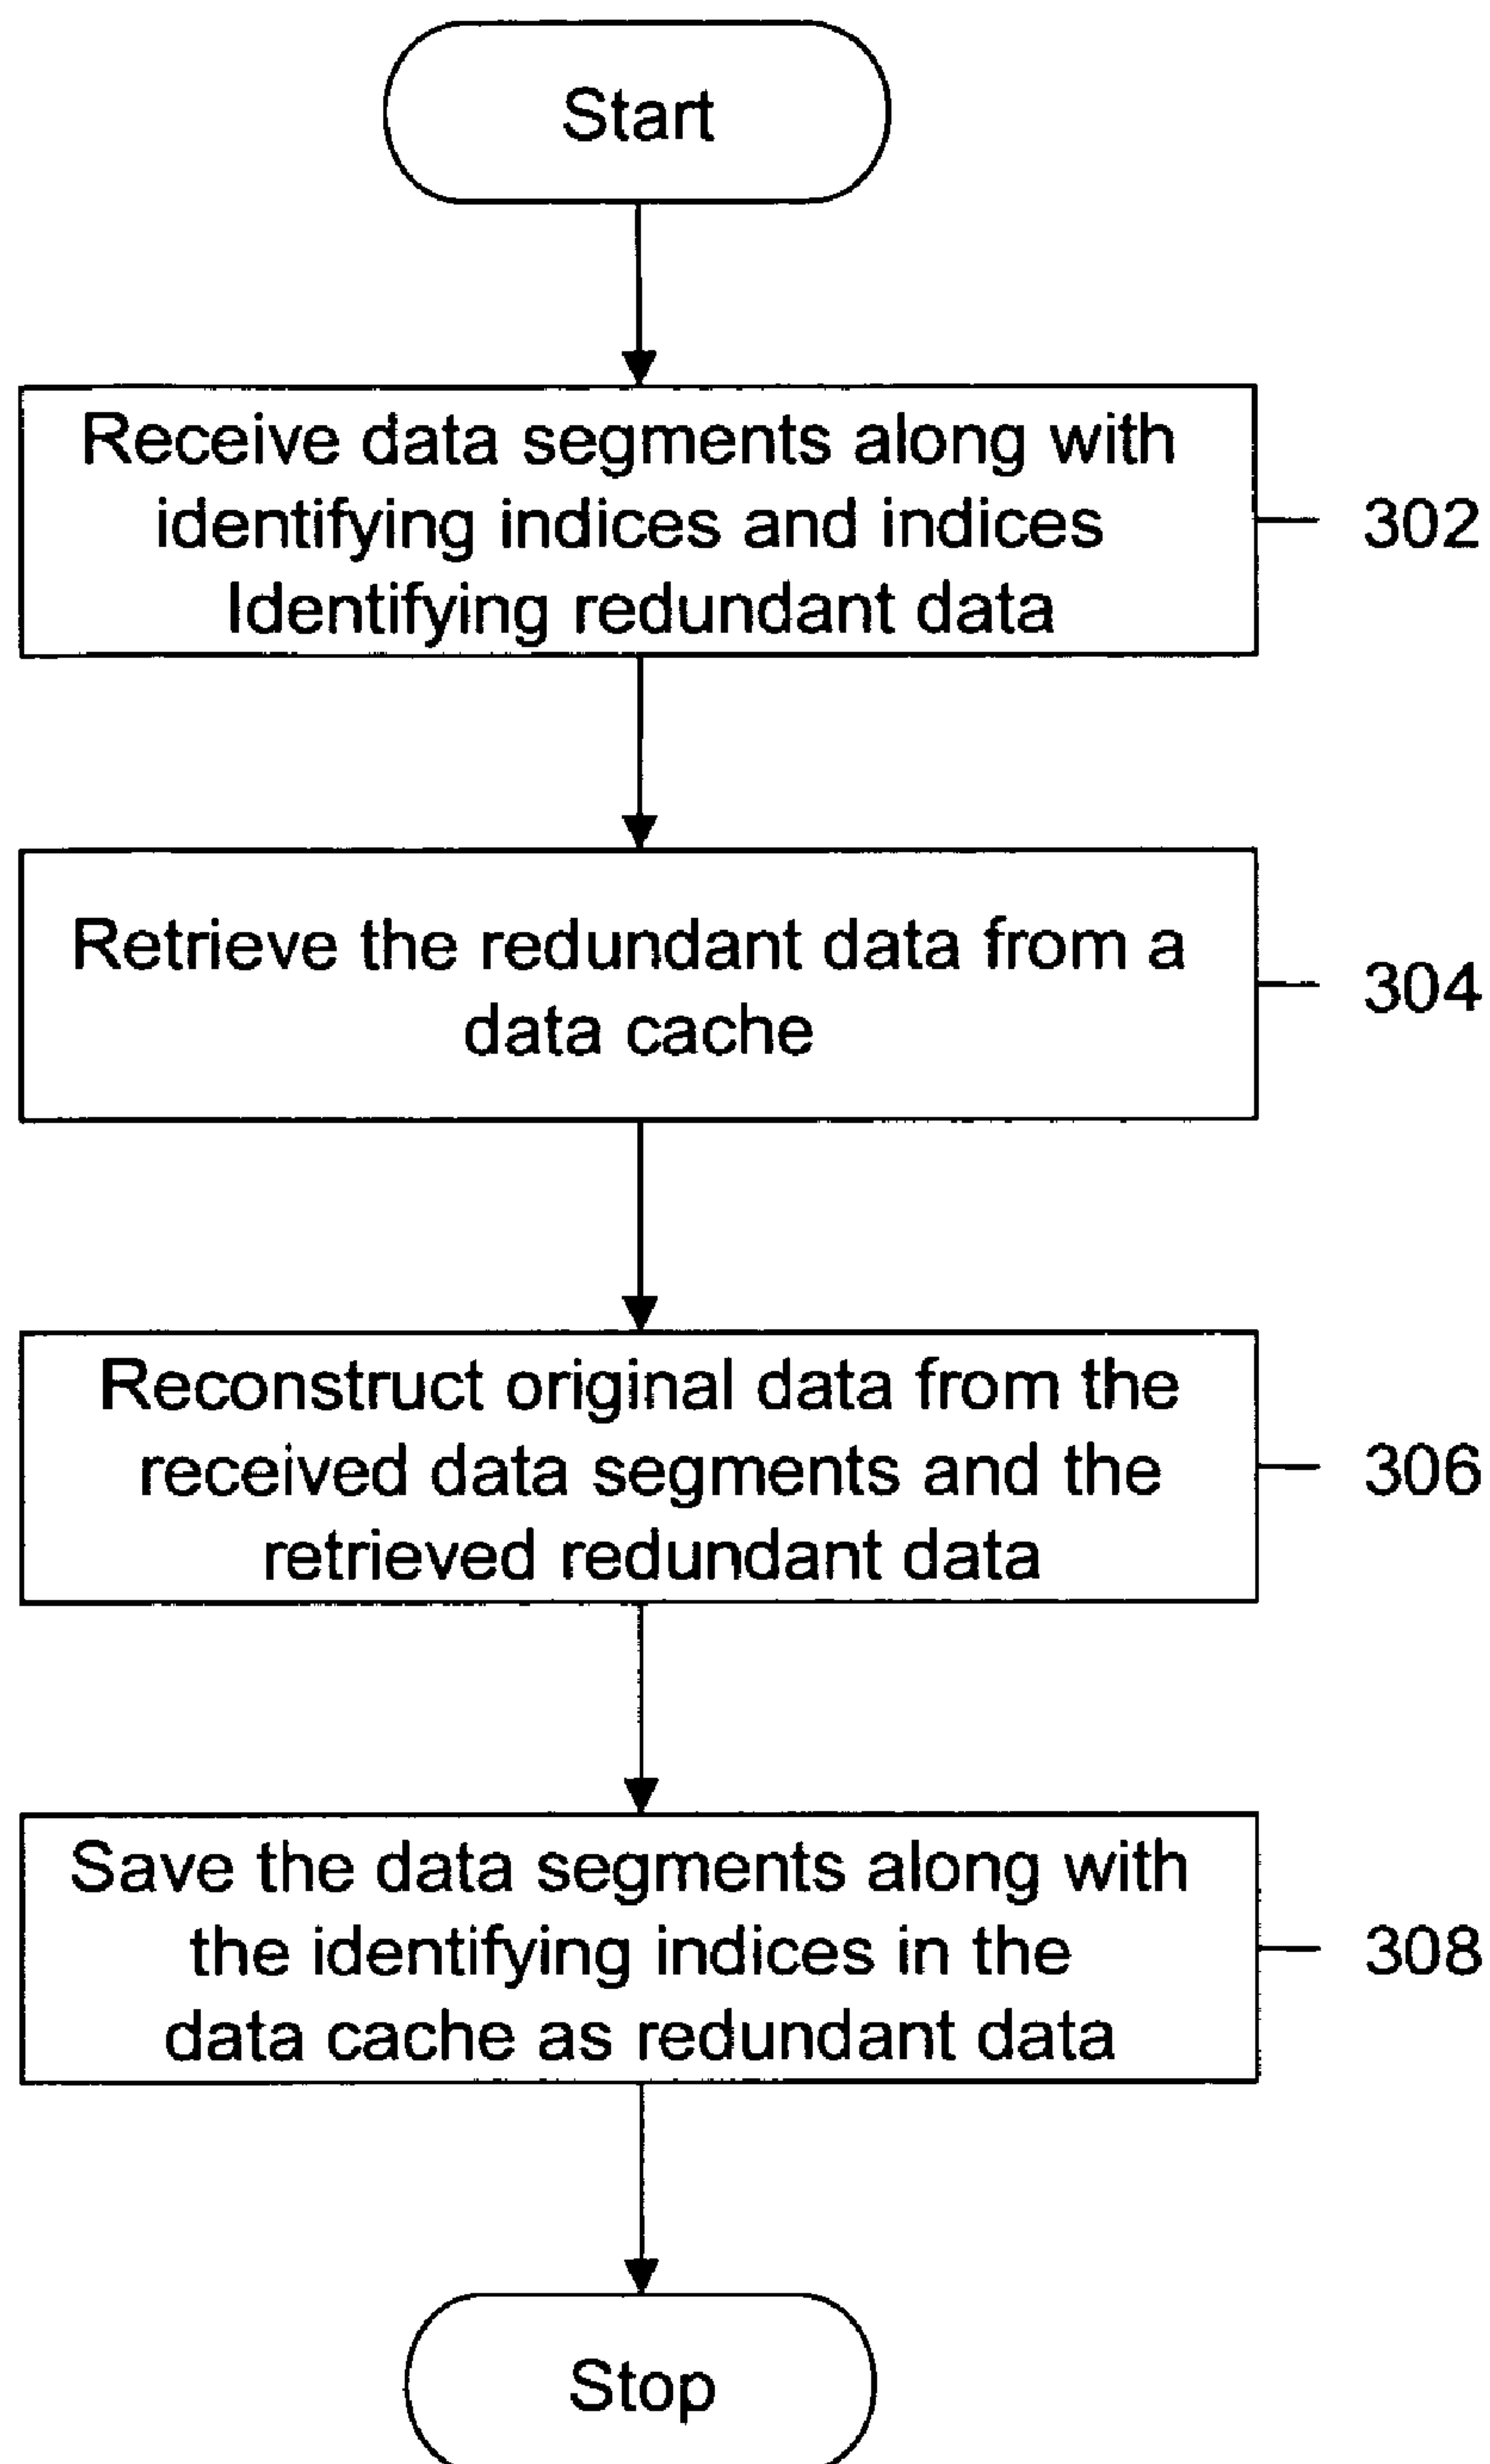 Start
Receive data segments along with
identifying indices and indices
Identifying redundant data
302
Retrieve the redundant data from a
data cache
304
Reconstruct original data from the
received data segments and the
retrieved redundant data
306
Save the data segments along with
the identifying indices in the
data cache as redundant data
308
Stop